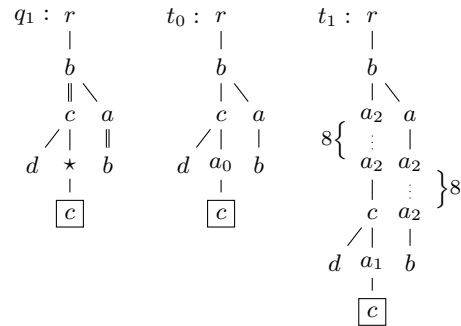 q₁ : r t₀ : r t₁ : r
b b b
c a c a a₂ a
8{ ⋮
d ⋆ b d a₀ b a₂ a₂
⋮ }8
c c c a₂
d a₁ b
c